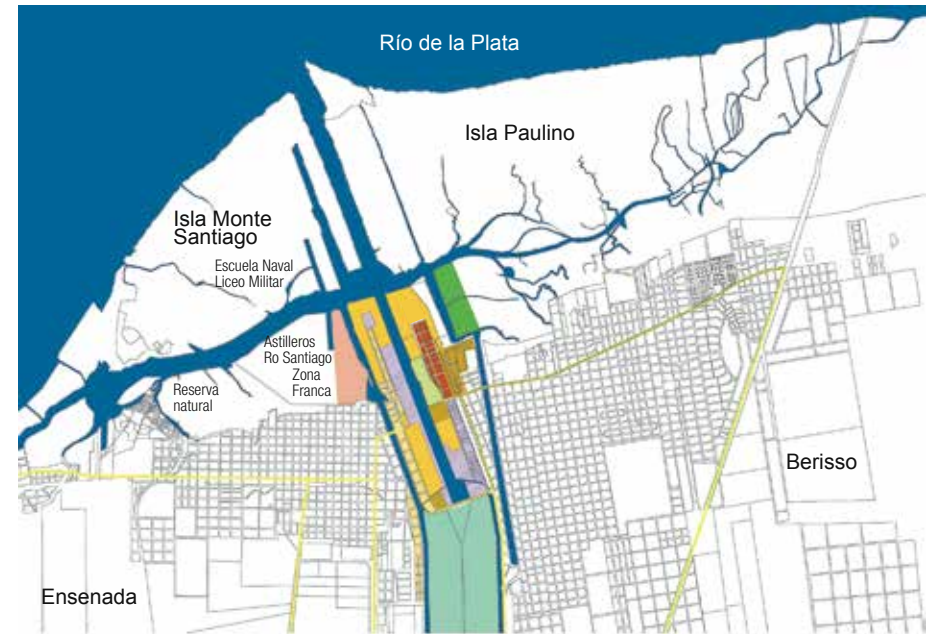 Río de la Plata
Isla Paulino
Isla Monte
Santiago
Escuela Naval
Liceo Militar
Astilleros
Ro Santiago
Zona
Franca
Reserva
natural
Berisso
Ensenada